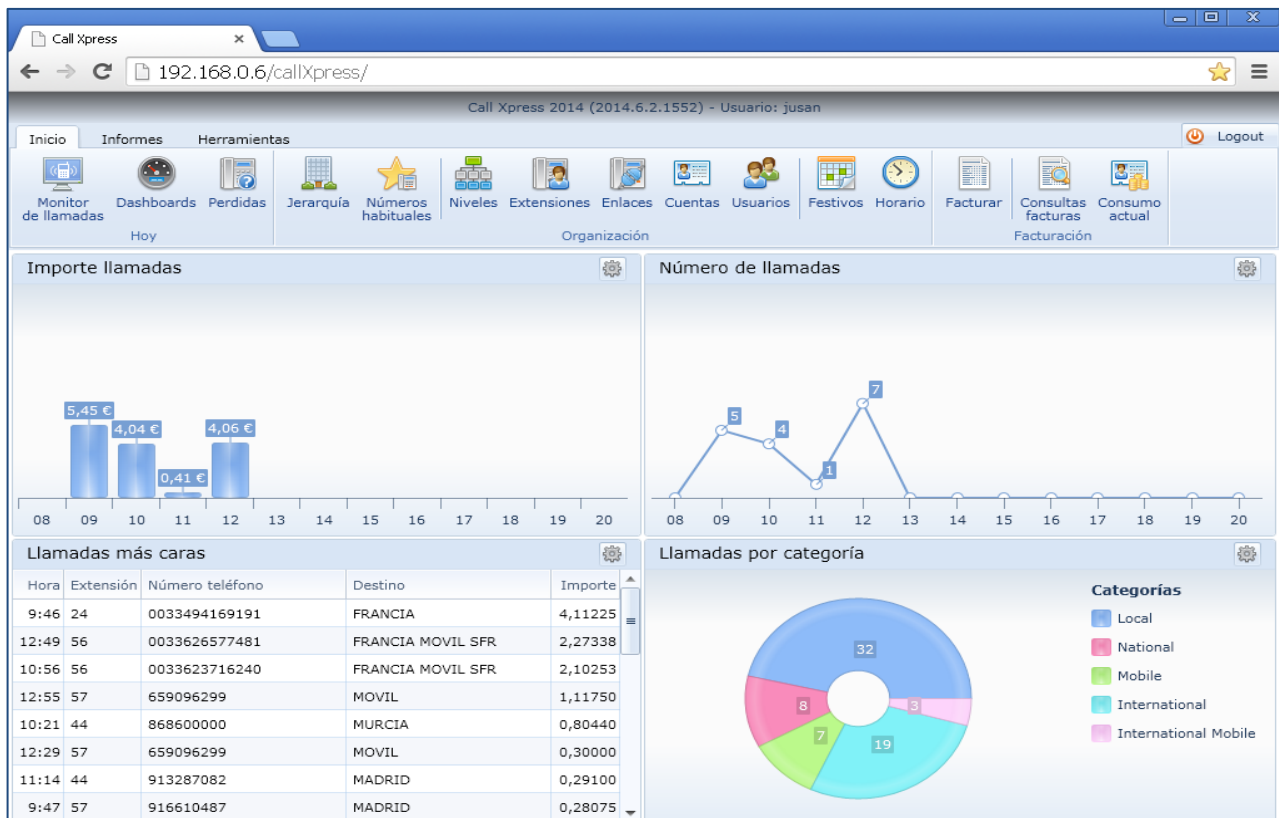 Call Xpress
192.168.0.6/callXpress/
Call Xpress 2014 (2014.6.2.1552) - Usuario: jusan
Inicio Informes Herramientas Logout
Monitor de llamadas
Dashboards
Perdidas
Jerarquía
Números habituales
Niveles
Extensiones
Enlaces
Cuentas
Usuarios
Festivos
Horario
Facturar
Consultas facturas
Consumo actual
Hoy Organización Facturación
Importe llamadas
5,45 €
4,04 €
0,41 €
4,06 €
08 09 10 11 12 13 14 15 16 17 18 19 20
Número de llamadas
5
4
1
7
08 09 10 11 12 13 14 15 16 17 18 19 20
Llamadas más caras
Hora Extensión Número teléfono Destino Importe
9:46 24 0033494169191 FRANCIA 4,11225
12:49 56 0033626577481 FRANCIA MOVIL SFR 2,27338
10:56 56 0033623716240 FRANCIA MOVIL SFR 2,10253
12:55 57 659096299 MOVIL 1,11750
10:21 44 868600000 MURCIA 0,80440
12:29 57 659096299 MOVIL 0,30000
11:14 44 913287082 MADRID 0,29100
9:47 57 916610487 MADRID 0,28075
Llamadas por categoría
32
8
3
7
19
Categorías
Local
National
Mobile
International
International Mobile